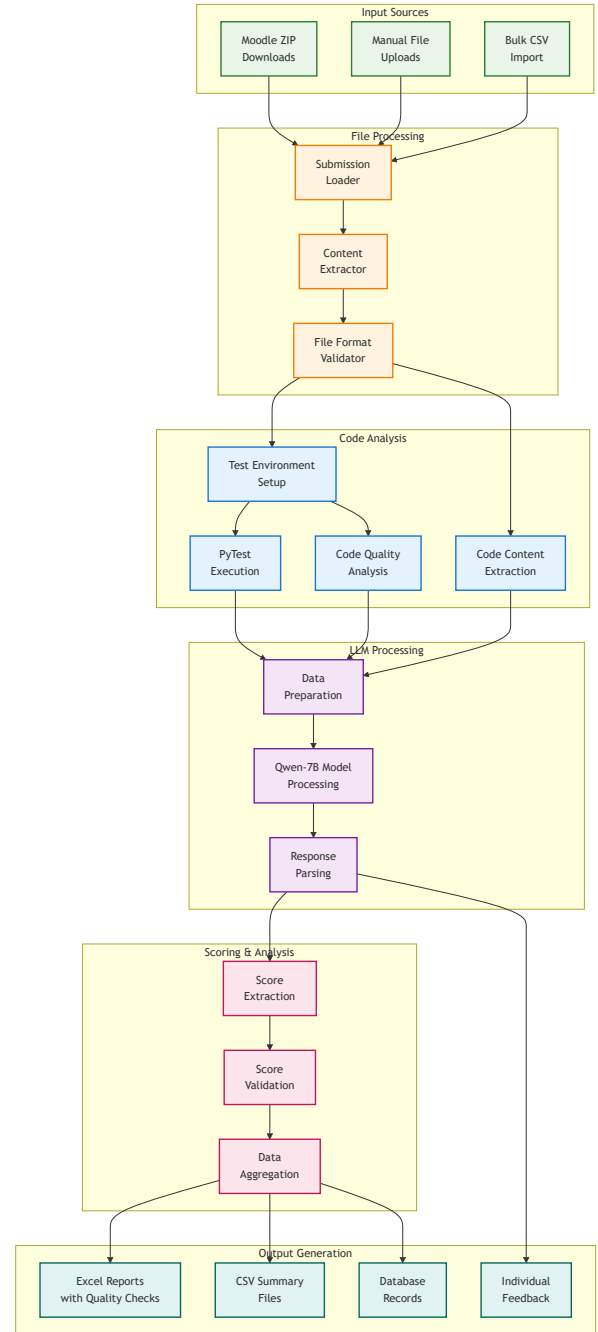 Input Sources
Moodle ZIP
Downloads
Manual File
Uploads
Bulk CSV
Import
File Processing
Submission
Loader
Content
Extractor
File Format
Validator
Code Analysis
Test Environment
Setup
PyTest
Execution
Code Quality
Analysis
Code Content
Extraction
LLM Processing
Data
Preparation
Qwen-7B Model
Processing
Response
Parsing
Scoring & Analysis
Score
Extraction
Score
Validation
Data
Aggregation
Output Generation
Excel Reports
with Quality Checks
CSV Summary
Files
Database
Records
Individual
Feedback